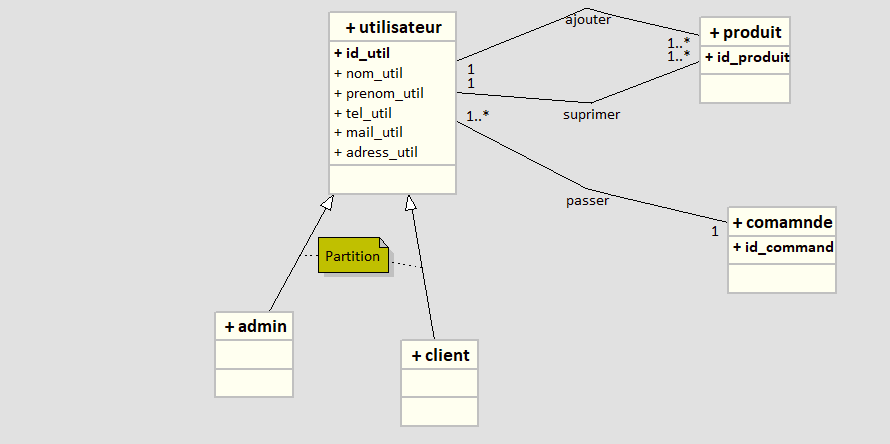 + utilisateur
+ id_util
+ nom_util
+ prenom_util
+ tel_util
+ mail_util
+ adress_util
ajouter
1
1..*
+ produit
+ id_produit
1
1..*
suprimer
1..*
passer
1
+ comamnde
+ id_command
Partition
+ admin
+ client